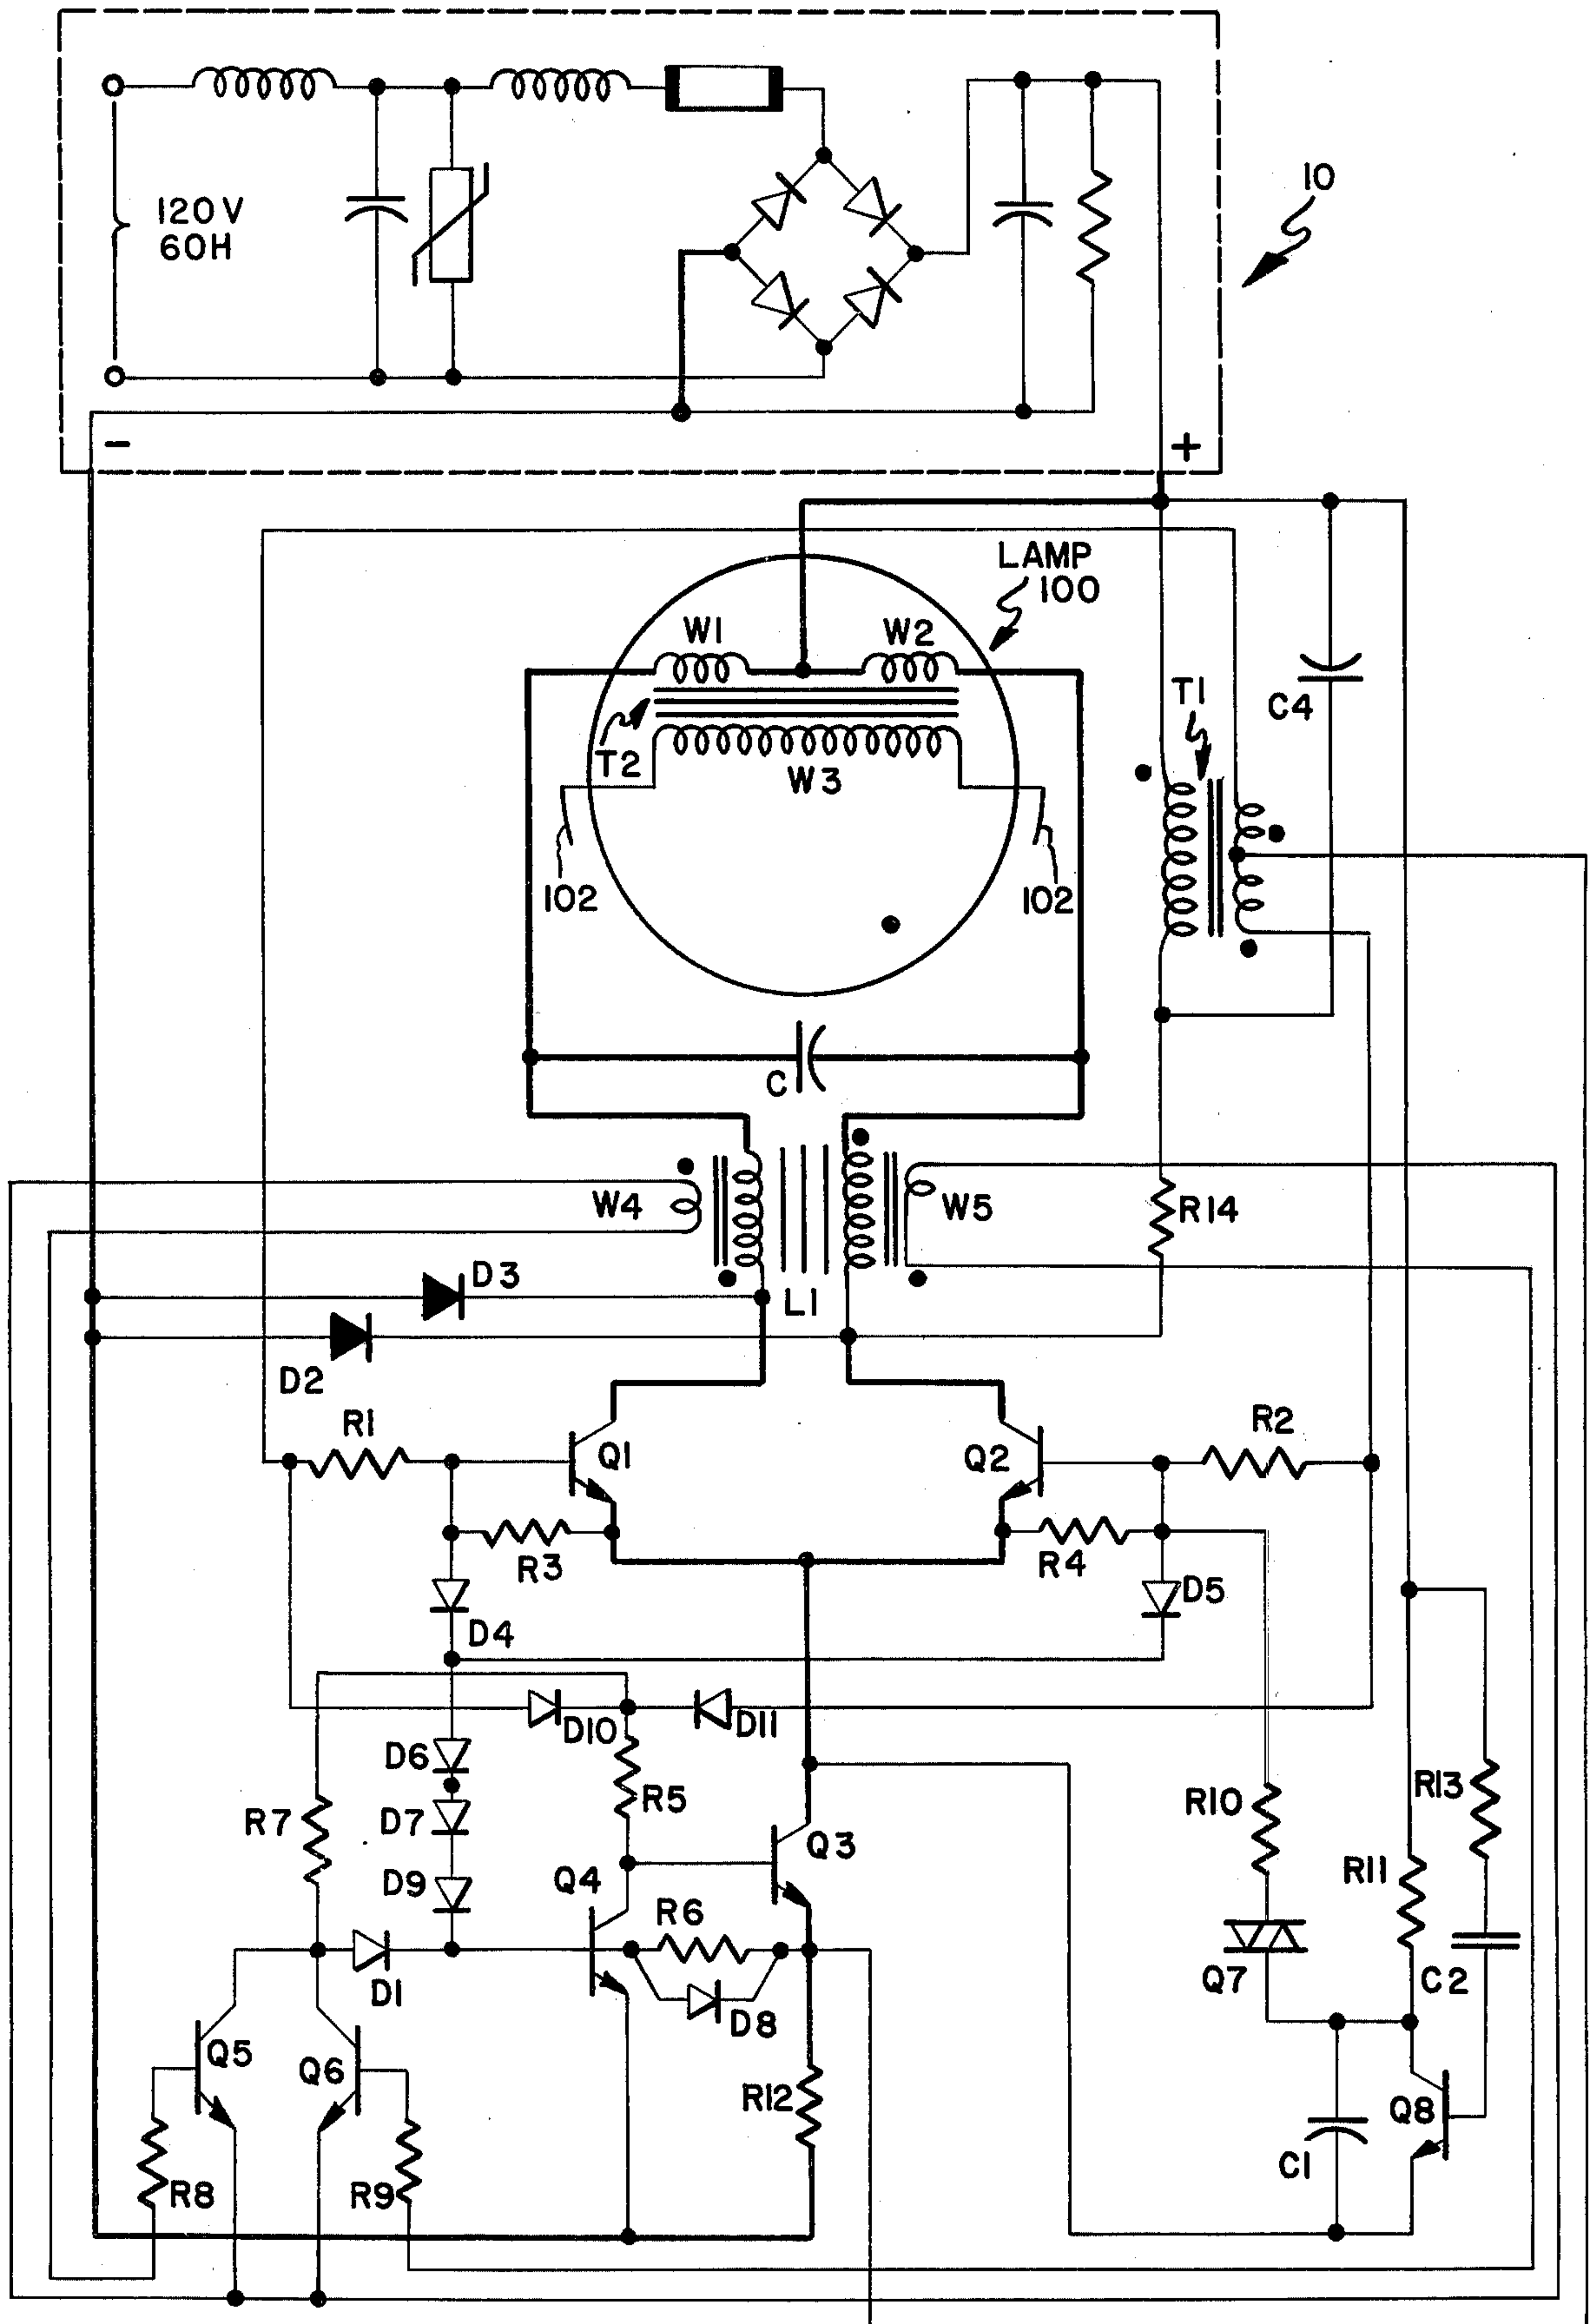 120V
60H
10
−
+
LAMP
100
W1
W2
T1
C4
T2
W3
102
102
C
W4
W5
R14
D3
L1
D2
R1
R2
Q1
Q2
R3
R4
D5
D4
D10
D11
D6
R5
R13
R10
R7
D7
Q3
R11
D9
Q4
R6
Q7
C2
D1
D8
Q5
Q6
R12
Q8
C1
R8
R9